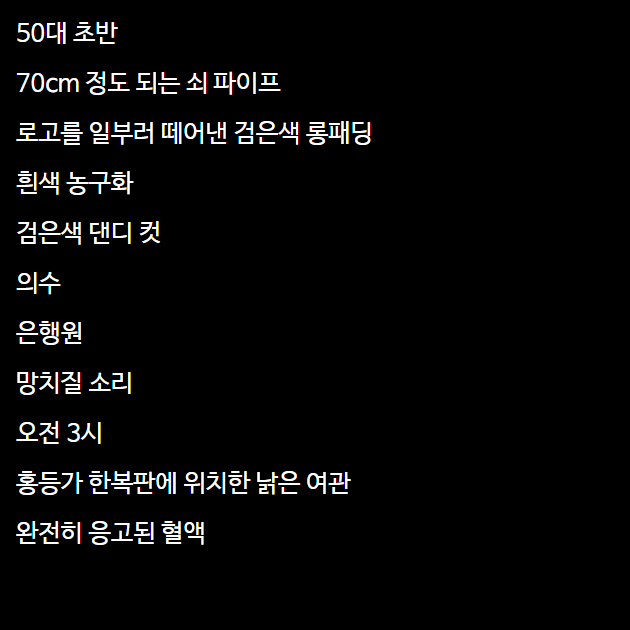 50대 초반
70cm 정도 되는 쇠 파이프
로고를 일부러 떼어낸 검은색 롱패딩
흰색 농구화
검은색 댄디 컷
의수
은행원
망치질 소리
오전 3시
홍등가 한복판에 위치한 낡은 여관
완전히 응고된 혈액